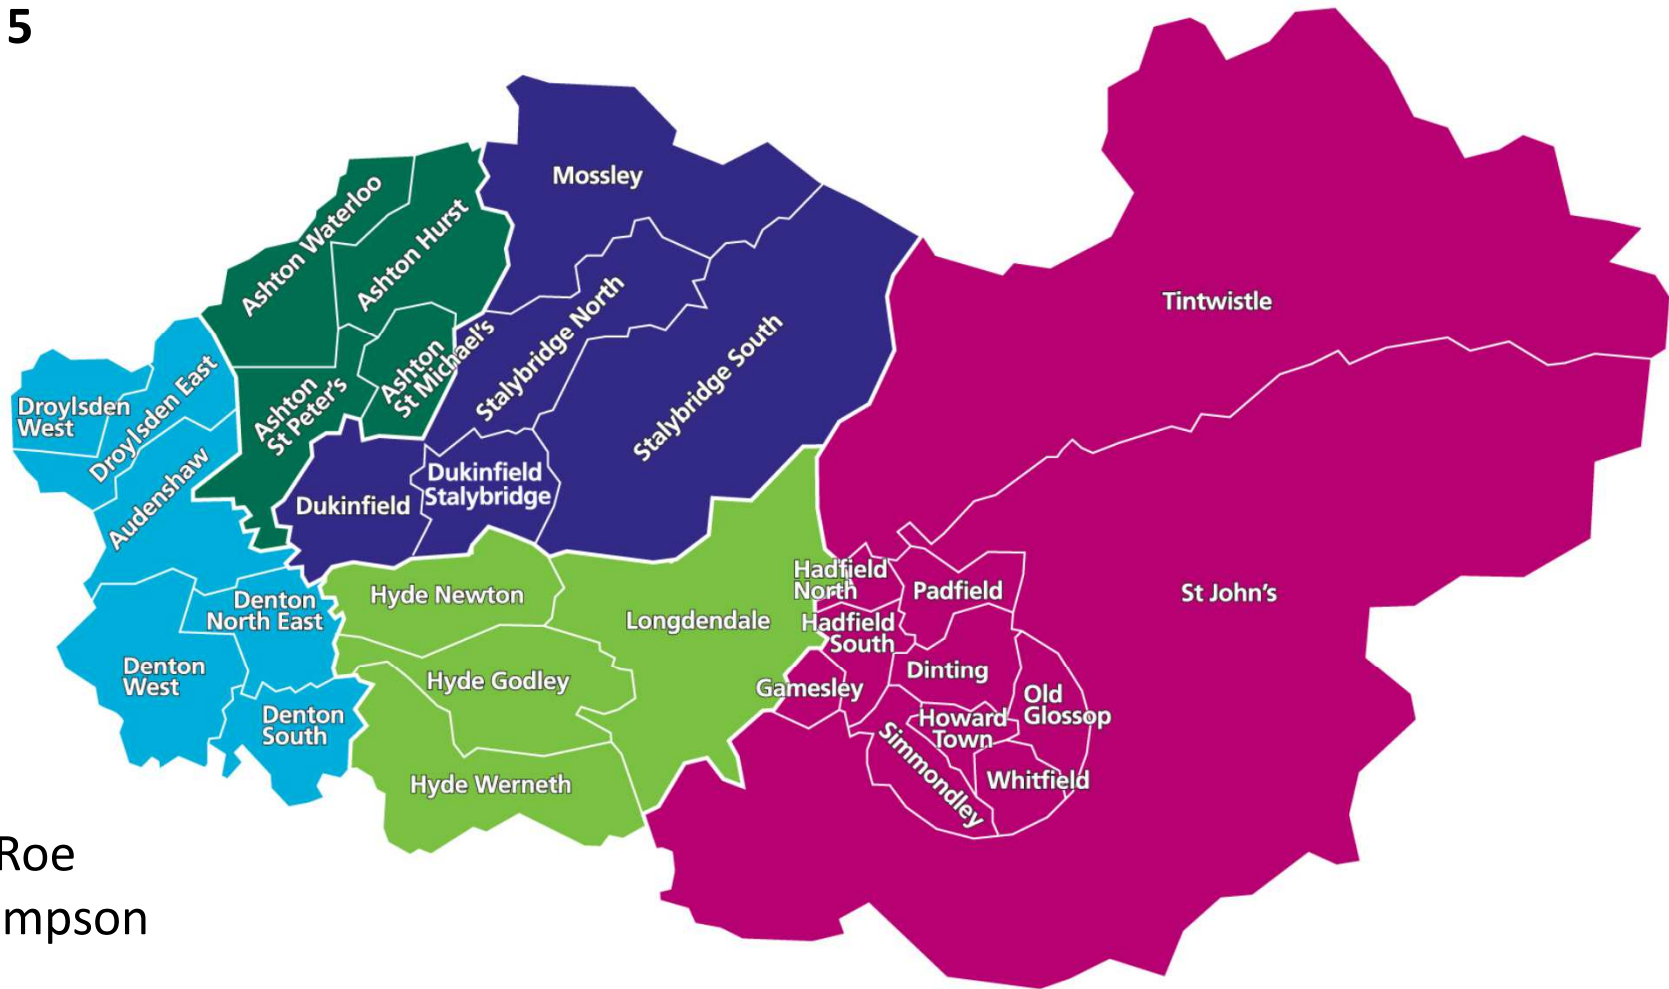 5
Mossley
Ashton Waterloo
Ashton Hurst
Tintwistle
Stalybridge North
Stalybridge South
Ashton
St Michael's
Ashton
St Peter's
Droylsden
West
Droylsden East
Audenshaw
Dukinfield
Dukinfield
Stalybridge
Hyde Newton
Longdendale
Hadfield
North
Padfield
St John's
Denton
North East
Hadfield
South
Denton
West
Hyde Godley
Gamesley
Dinting
Old
Glossop
Denton
South
Howard
Town
Simmondley
Whitfield
Hyde Werneth
Roe
mpson